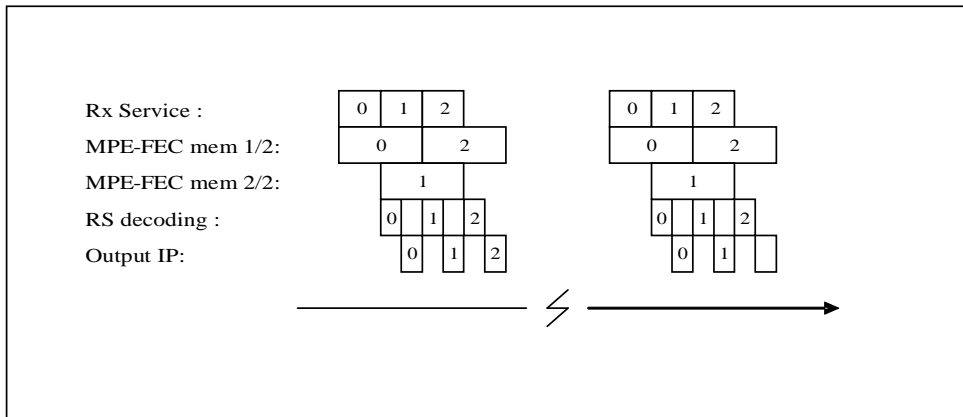 Rx Service : 0 1 2 0 1 2
MPE-FEC mem 1/2: 0 2 0 2
MPE-FEC mem 2/2: 1 1
RS decoding : 0 1 2 0 1 2
Output IP: 0 1 2 0 1